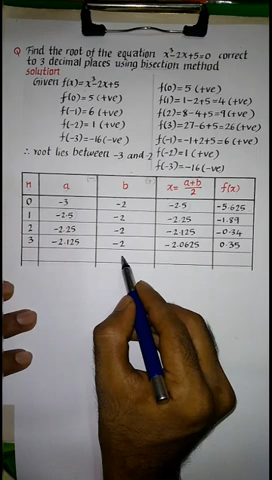 Q Find the root of the equation x³-2x+5=0 correct
to 3 decimal places using bisection method
solution
Given f(x)=x³-2x+5
f(0)=5 (+ve)
f(-1)=6 (+ve)
f(-2)=1 (+ve)
f(-3)=-16(-ve)
∴ root lies between -3 and -2
f(0)=5 (+ve)
f(1)=1-2+5=4 (+ve)
f(2)=8-4+5=9 (+ve)
f(3)=27-6+5=26(+ve)
f(-1)=-1+2+5=6 (+ve)
f(-2)=1 (+ve)
f(-3)=-16(-ve)
n a b x=a+b/2 f(x)
0 -3 -2 -2.5 -5.625
1 -2.5 -2 -2.25 -1.89
2 -2.25 -2 -2.125 -0.34
3 -2.125 -2 -2.0625 0.35